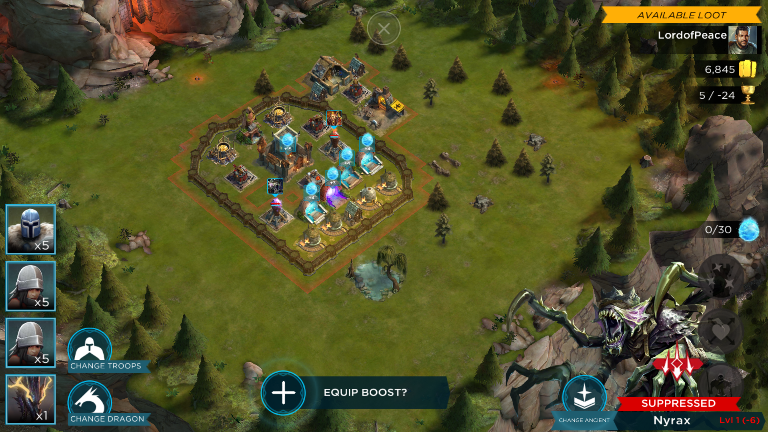 AVAILABLE LOOT
LordofPeace
6,845
5 / -24
0/30
x5
x5
x5
x1
CHANGE TROOPS
CHANGE DRAGON
EQUIP BOOST?
CHANGE ANCIENT
SUPPRESSED
Nyrax
Lvl 1 (-6)